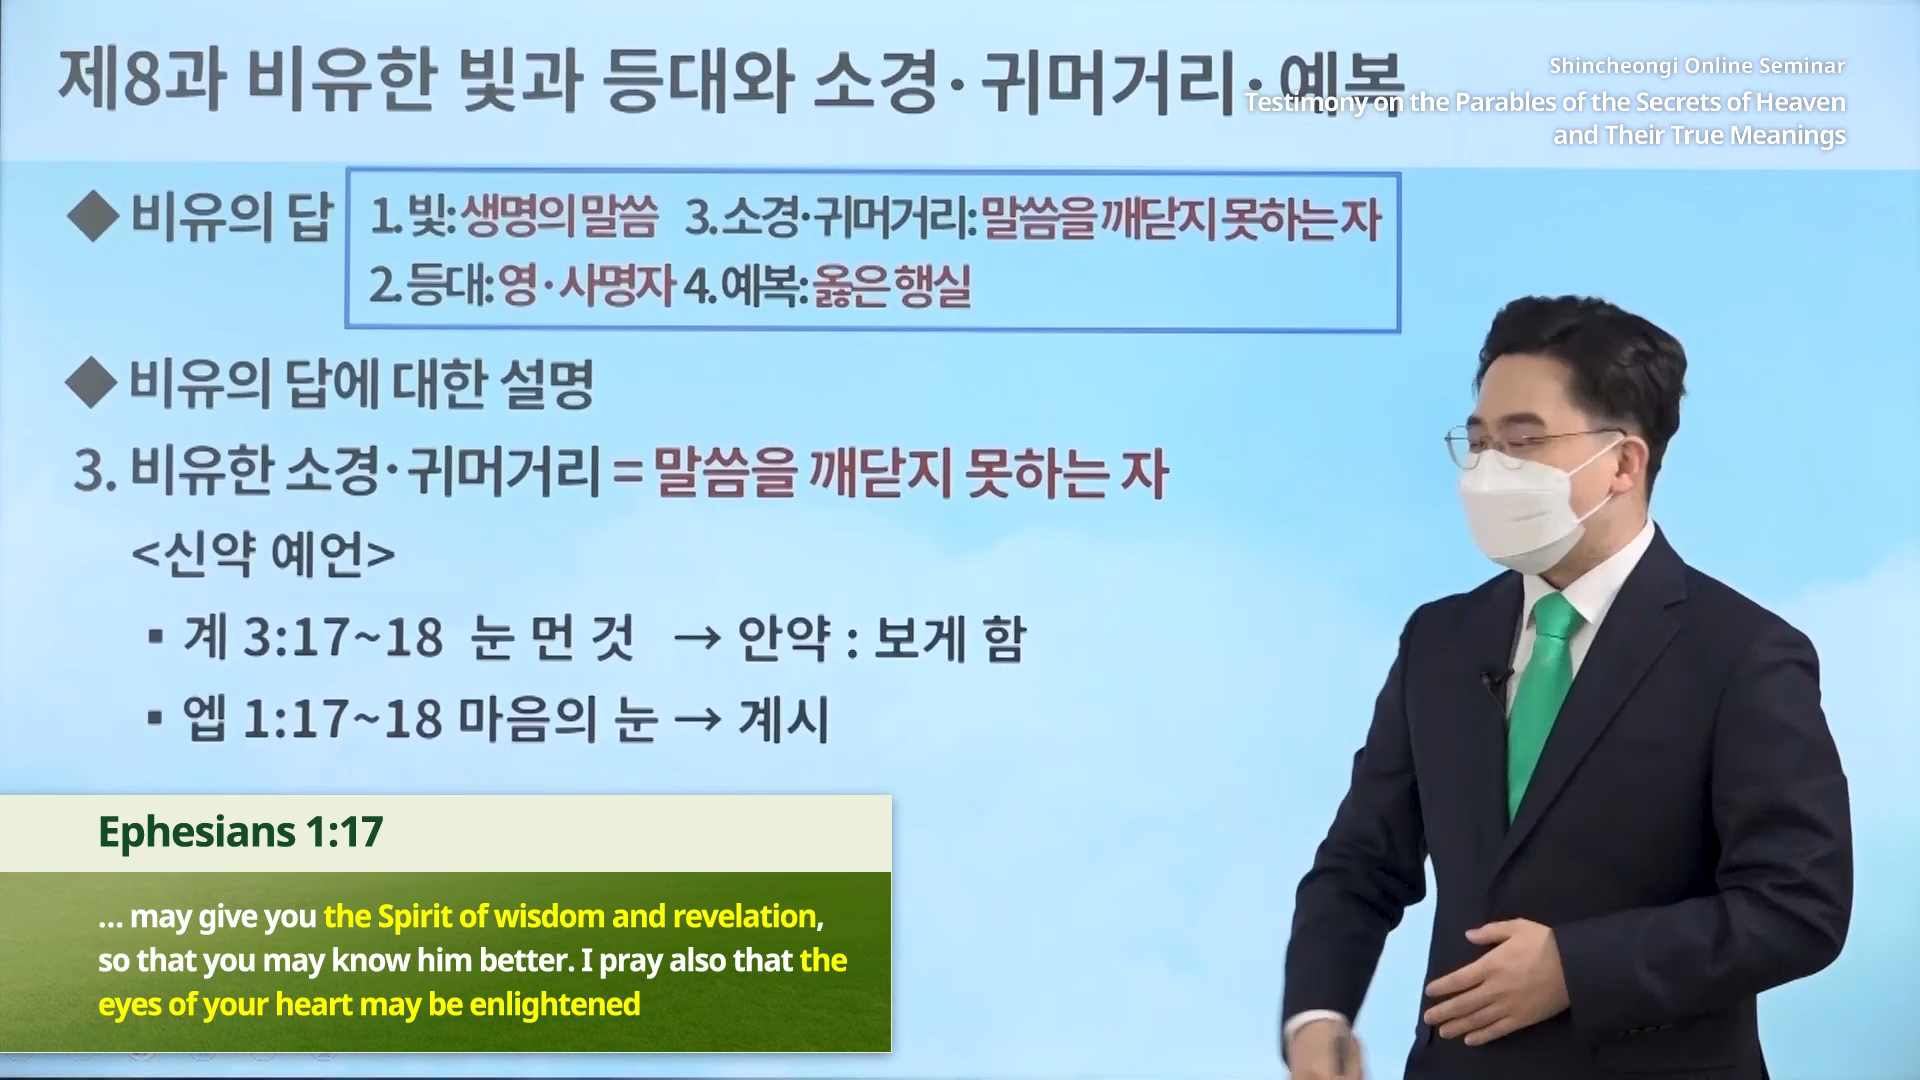 제8과 비유한 빛과 등대와 소경·귀머거리·예복
Shincheongi Online Seminar
Testimony on the Parables of the Secrets of Heaven
and Their True Meanings
◆ 비유의 답
1. 빛: 생명의 말씀 3. 소경·귀머거리: 말씀을 깨닫지 못하는 자
2. 등대: 영·사명자 4. 예복: 옳은 행실
◆ 비유의 답에 대한 설명
3. 비유한 소경·귀머거리 = 말씀을 깨닫지 못하는 자
<신약 예언>
▪ 계 3:17~18 눈 먼 것 → 안약 : 보게 함
▪ 엡 1:17~18 마음의 눈 → 계시
Ephesians 1:17
... may give you the Spirit of wisdom and revelation,
so that you may know him better. I pray also that the
eyes of your heart may be enlightened